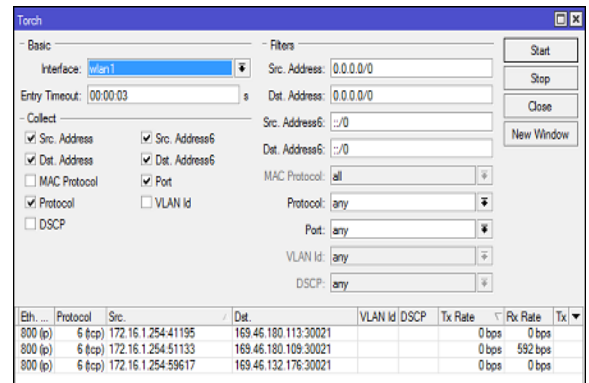 Torch
Basic
Interface: wlan1
Entry Timeout: 00:00:03 s
Collect
Src. Address Src. Address6
Dst. Address Dst. Address6
MAC Protocol Port
Protocol VLAN Id
DSCP
Filters
Src. Address: 0.0.0.0/0
Dst. Address: 0.0.0.0/0
Src. Address6: ::/0
Dst. Address6: ::/0
MAC Protocol: all
Protocol: any
Port: any
VLAN Id: any
DSCP: any
Start
Stop
Close
New Window
Eth. ... Protocol Src. Dst. VLAN Id DSCP Tx Rate Rx Rate Tx
800 (ip) 6 (tcp) 172.16.1.254:41195 169.46.180.113:30021 0 bps 0 bps
800 (ip) 6 (tcp) 172.16.1.254:51133 169.46.180.109:30021 0 bps 592 bps
800 (ip) 6 (tcp) 172.16.1.254:59617 169.46.132.176:30021 0 bps 0 bps